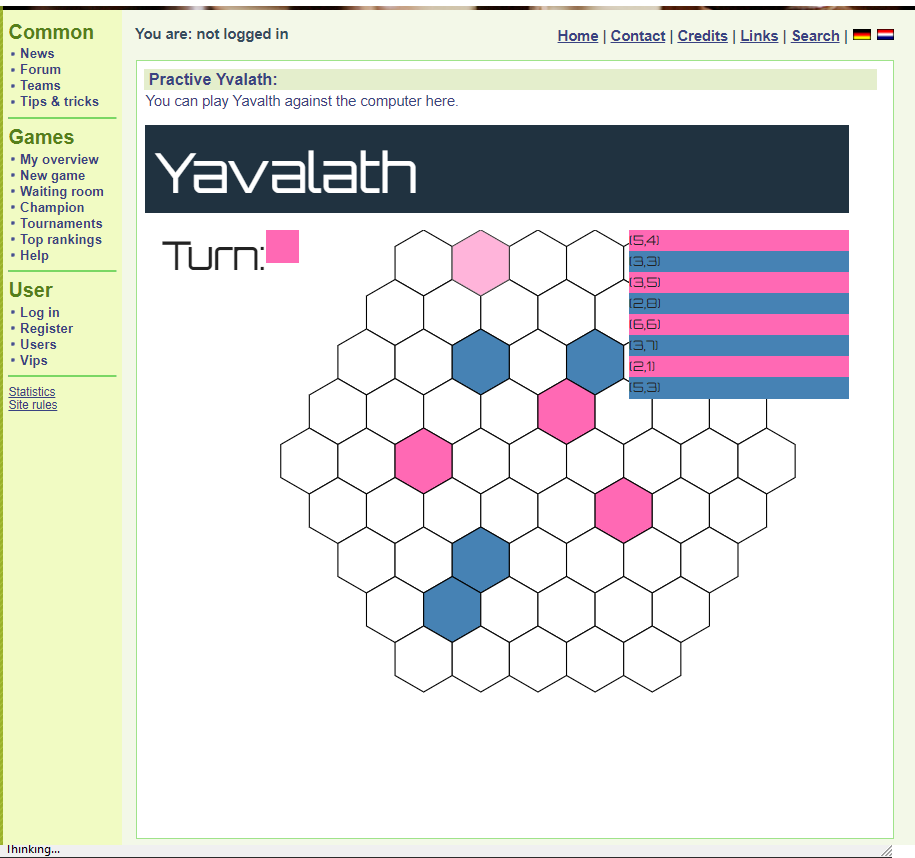 Common
• News
• Forum
• Teams
• Tips & tricks
Games
• My overview
• New game
• Waiting room
• Champion
• Tournaments
• Top rankings
• Help
User
• Log in
• Register
• Users
• Vips
Statistics
Site rules
You are: not logged in
Home | Contact | Credits | Links | Search |
Practive Yvalath:
You can play Yavalth against the computer here.
Yavalath
Turn:
(5,4)
(3,3)
(3,5)
(2,8)
(6,6)
(3,7)
(2,1)
(5,3)
Thinking...